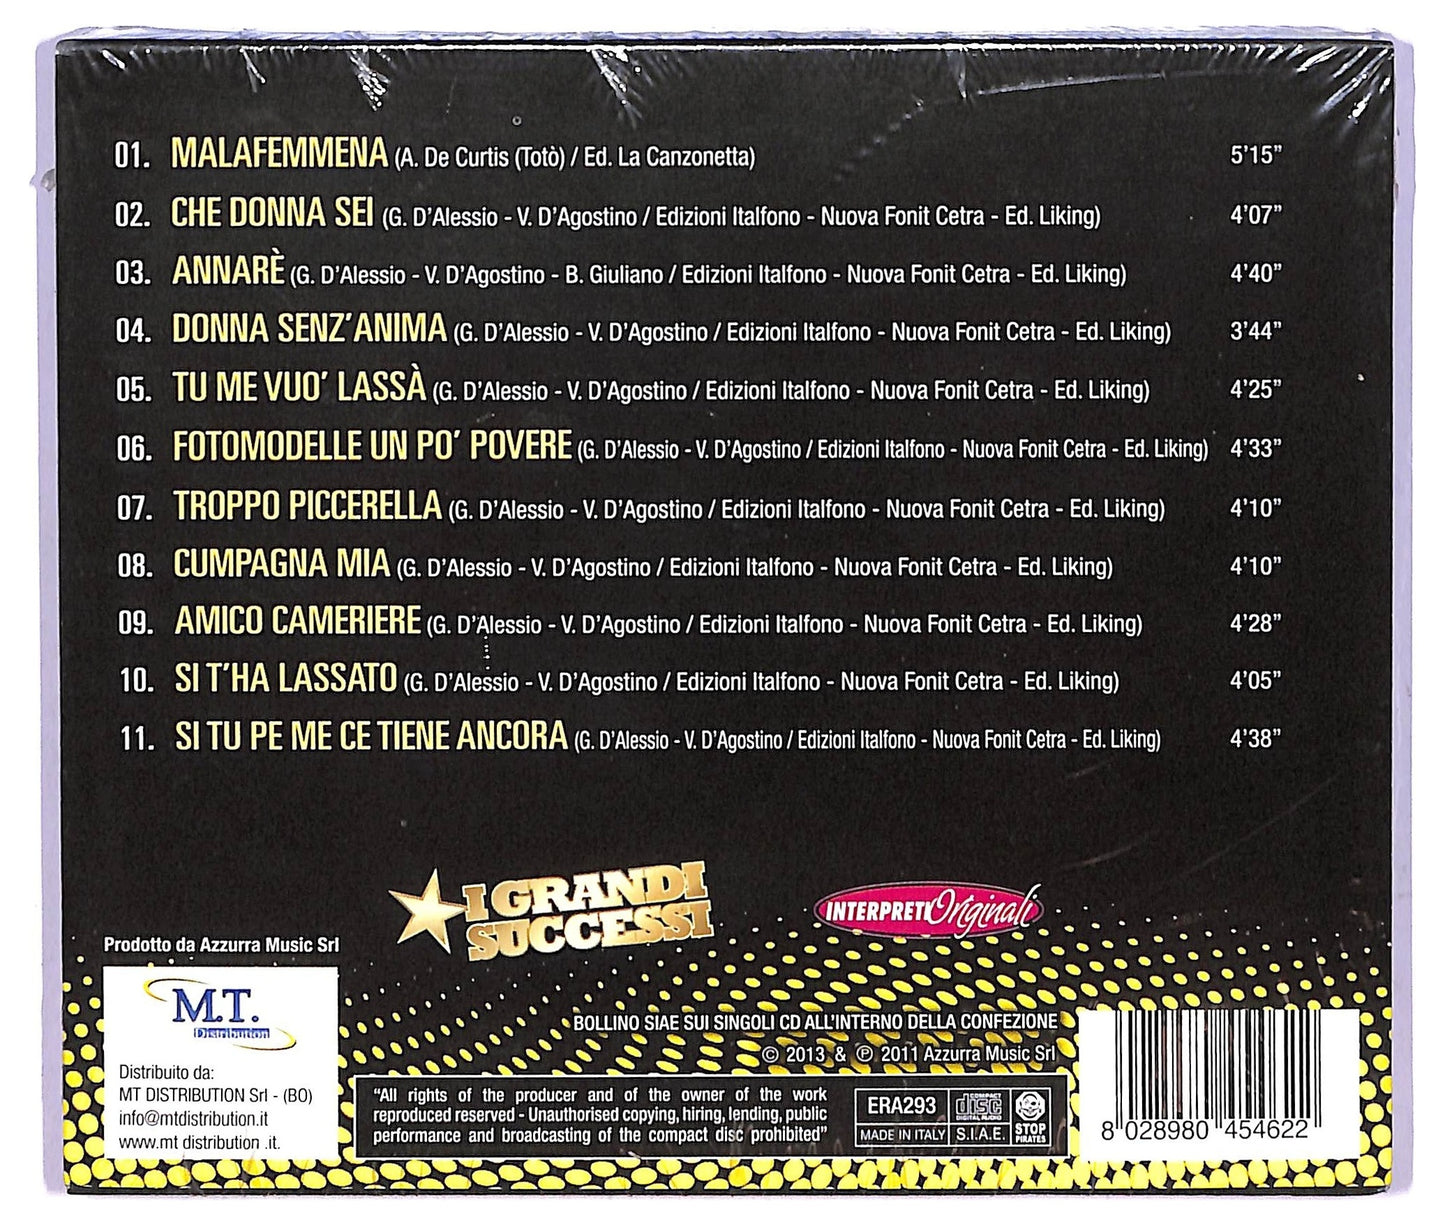 01. MALAFEMMENA (A. De Curtis (Totò) / Ed. La Canzonetta) 5'15"
02. CHE DONNA SEI (G. D'Alessio - V. D'Agostino / Edizioni Italfono - Nuova Fonit Cetra - Ed. Liking) 4'07"
03. ANNARÈ (G. D'Alessio - V. D'Agostino - B. Giuliano / Edizioni Italfono - Nuova Fonit Cetra - Ed. Liking) 4'40"
04. DONNA SENZ'ANIMA (G. D'Alessio - V. D'Agostino / Edizioni Italfono - Nuova Fonit Cetra - Ed. Liking) 3'44"
05. TU ME VUO' LASSÀ (G. D'Alessio - V. D'Agostino / Edizioni Italfono - Nuova Fonit Cetra - Ed. Liking) 4'25"
06. FOTOMODELLE UN PO' POVERE (G. D'Alessio - V. D'Agostino / Edizioni Italfono - Nuova Fonit Cetra - Ed. Liking) 4'33"
07. TROPPO PICCERELLA (G. D'Alessio - V. D'Agostino / Edizioni Italfono - Nuova Fonit Cetra - Ed. Liking) 4'10"
08. CUMPAGNA MIA (G. D'Alessio - V. D'Agostino / Edizioni Italfono - Nuova Fonit Cetra - Ed. Liking) 4'10"
09. AMICO CAMERIERE (G. D'Alessio - V. D'Agostino / Edizioni Italfono - Nuova Fonit Cetra - Ed. Liking) 4'28"
10. SI T'HA LASSATO (G. D'Alessio - V. D'Agostino / Edizioni Italfono - Nuova Fonit Cetra - Ed. Liking) 4'05"
11. SI TU PE ME CE TIENE ANCORA (G. D'Alessio - V. D'Agostino / Edizioni Italfono - Nuova Fonit Cetra - Ed. Liking) 4'38"
I GRANDI
SUCCESSI
INTERPRETI Originali
Prodotto da Azzurra Music Srl
M.T.
Distribution
Distribuito da:
MT DISTRIBUTION Srl - (BO)
info@mtdistribution.it
www.mt distribution .it.
BOLLINO SIAE SUI SINGOLI CD ALL'INTERNO DELLA CONFEZIONE
© 2013 & ℗ 2011 Azzurra Music Srl
"All rights of the producer and of the owner of the work
reproduced reserved - Unauthorised copying, hiring, lending, public
performance and broadcasting of the compact disc prohibited"
ERA293
MADE IN ITALY
COMPACT
disc
DIGITAL AUDIO
S.I.A.E.
STOP
PIRATES
8 028980 454622